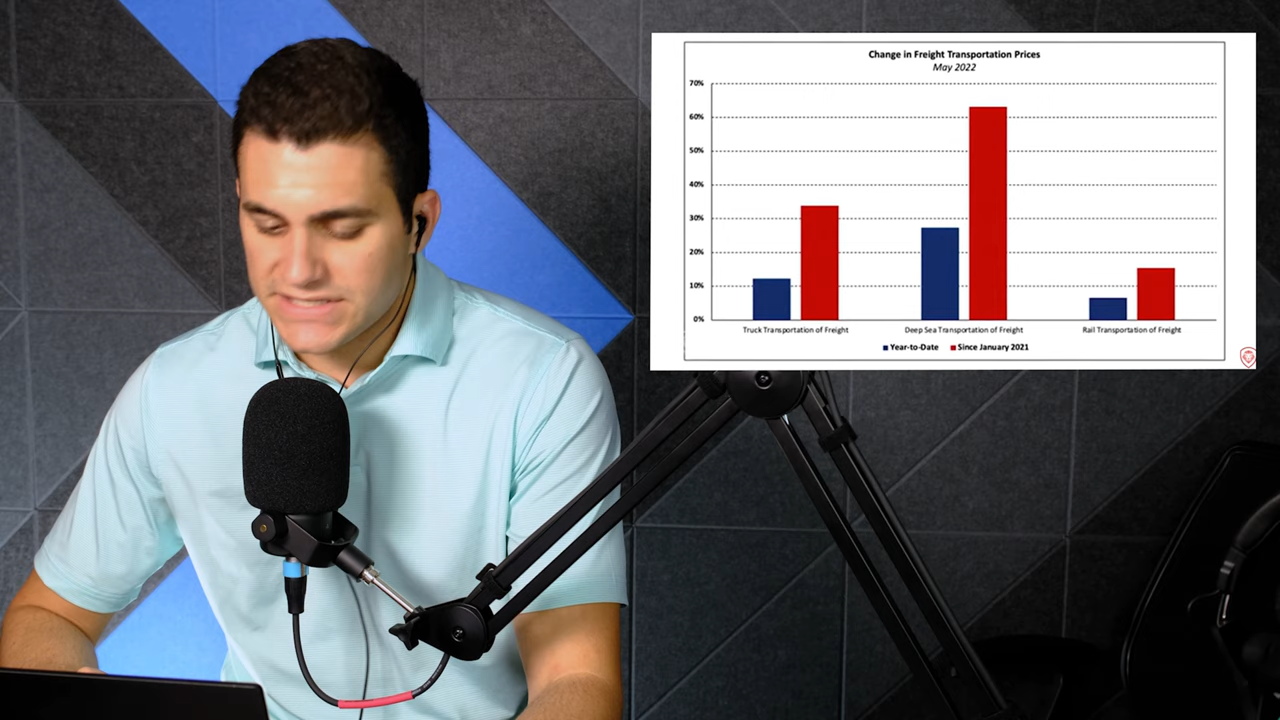 Change in Freight Transportation Prices
May 2022
70%
60%
50%
40%
30%
20%
10%
0%
Truck Transportation of Freight
Deep Sea Transportation of Freight
Rail Transportation of Freight
Year-to-Date
Since January 2021